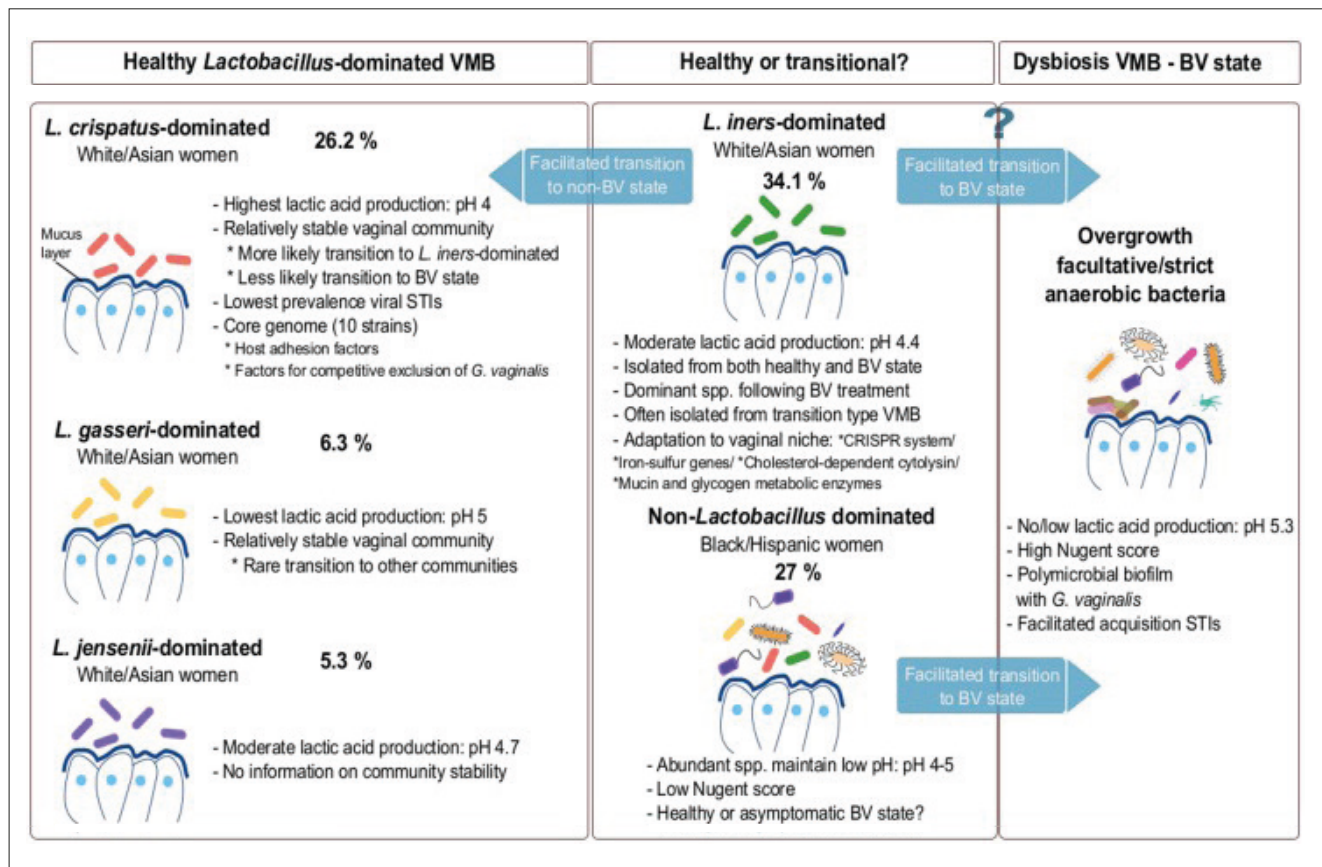 Healthy Lactobacillus-dominated VMB
L. crispatus-dominated
White/Asian women
26.2 %
Mucus
layer
- Highest lactic acid production: pH 4
- Relatively stable vaginal community
* More likely transition to L. iners-dominated
* Less likely transition to BV state
- Lowest prevalence viral STIs
- Core genome (10 strains)
* Host adhesion factors
* Factors for competitive exclusion of G. vaginalis
L. gasseri-dominated
White/Asian women
6.3 %
- Lowest lactic acid production: pH 5
- Relatively stable vaginal community
* Rare transition to other communities
L. jensenii-dominated
White/Asian women
5.3 %
- Moderate lactic acid production: pH 4.7
- No information on community stability
Healthy or transitional?
L. iners-dominated
White/Asian women
34.1 %
Facilitated transition
to non-BV state
?
Facilitated transition
to BV state
- Moderate lactic acid production: pH 4.4
- Isolated from both healthy and BV state
- Dominant spp. following BV treatment
- Often isolated from transition type VMB
- Adaptation to vaginal niche: *CRISPR system/
*Iron-sulfur genes/ *Cholesterol-dependent cytolysin/
*Mucin and glycogen metabolic enzymes
Non-Lactobacillus dominated
Black/Hispanic women
27 %
Facilitated transition
to BV state
- Abundant spp. maintain low pH: pH 4-5
- Low Nugent score
- Healthy or asymptomatic BV state?
Dysbiosis VMB - BV state
Overgrowth
facultative/strict
anaerobic bacteria
- No/low lactic acid production: pH 5.3
- High Nugent score
- Polymicrobial biofilm
with G. vaginalis
- Facilitated acquisition STIs